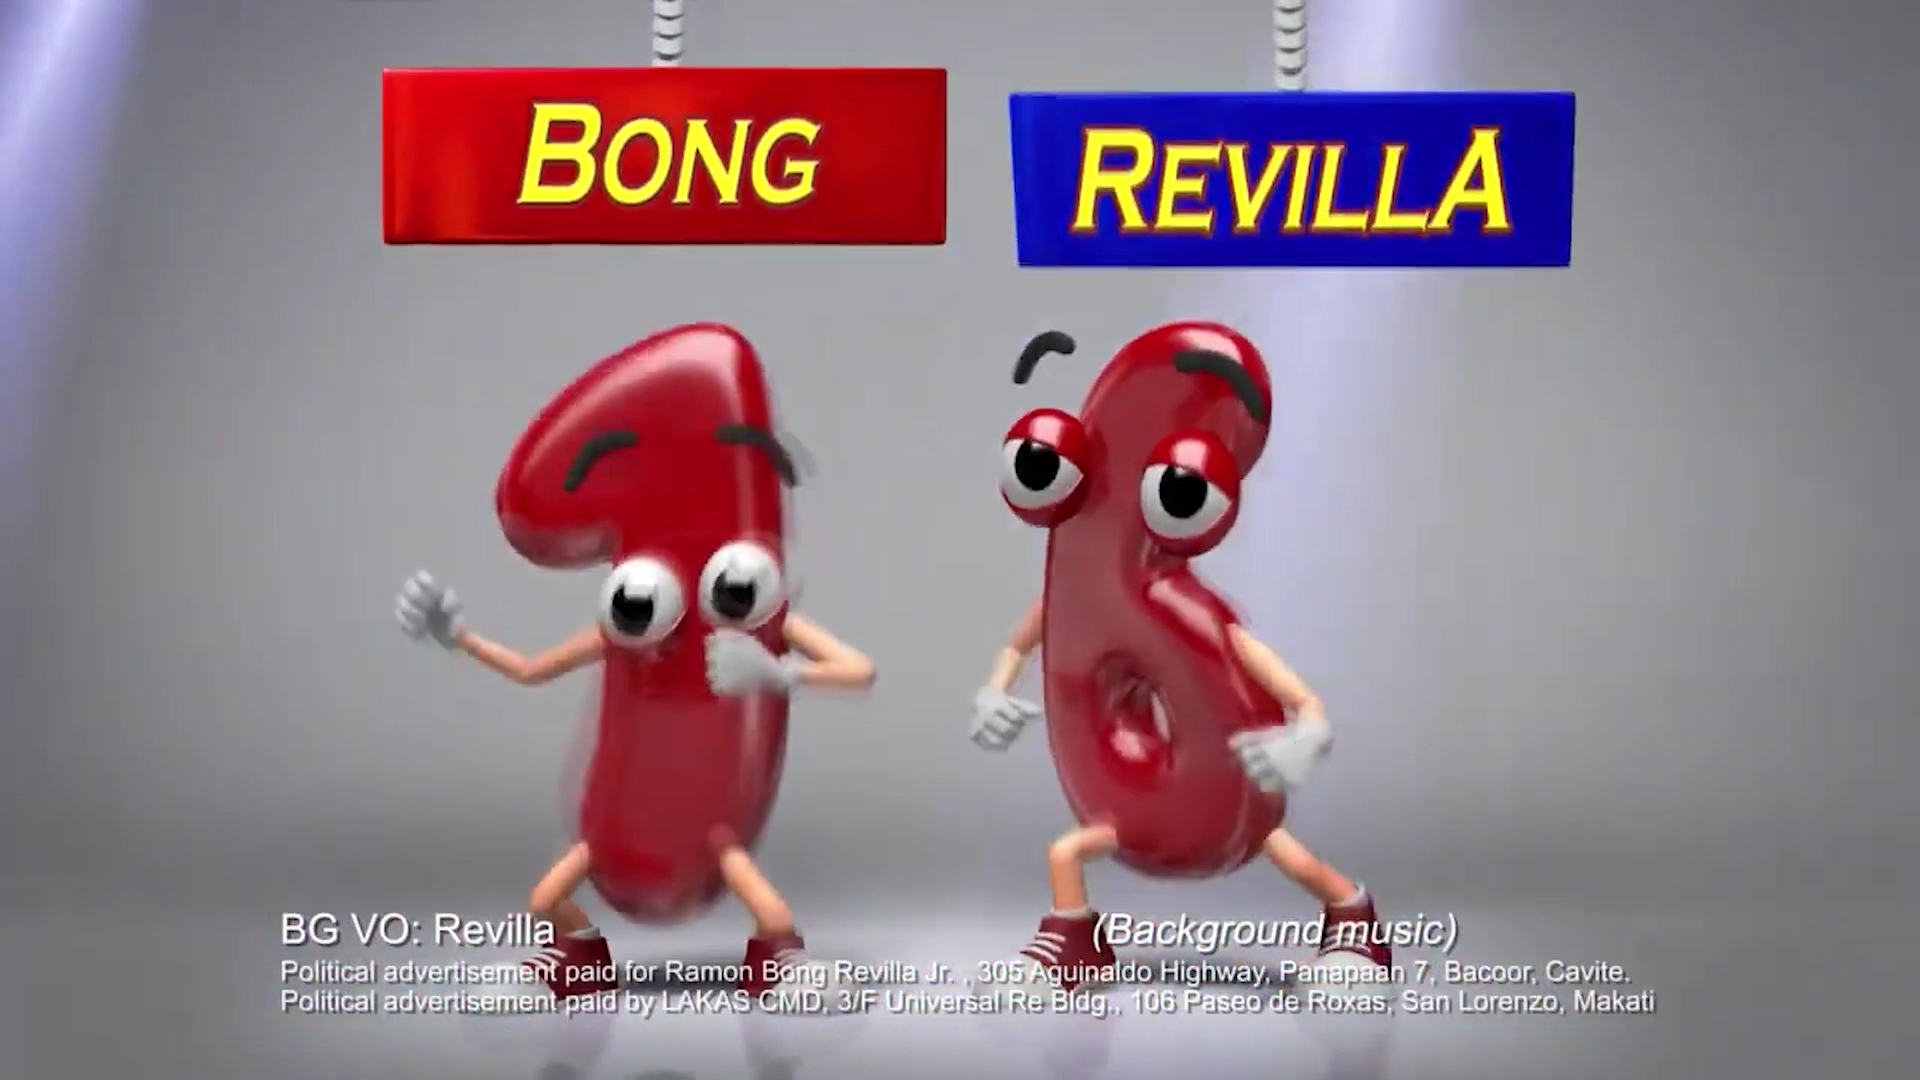 BONG
REVILLA
BG VO: Revilla
(Background music)
Political advertisement paid for Ramon Bong Revilla Jr. , 305 Aguinaldo Highway, Panapaan 7, Bacoor, Cavite.
Political advertisement paid by LAKAS CMD, 3/F Universal Re Bldg., 106 Paseo de Roxas, San Lorenzo, Makati